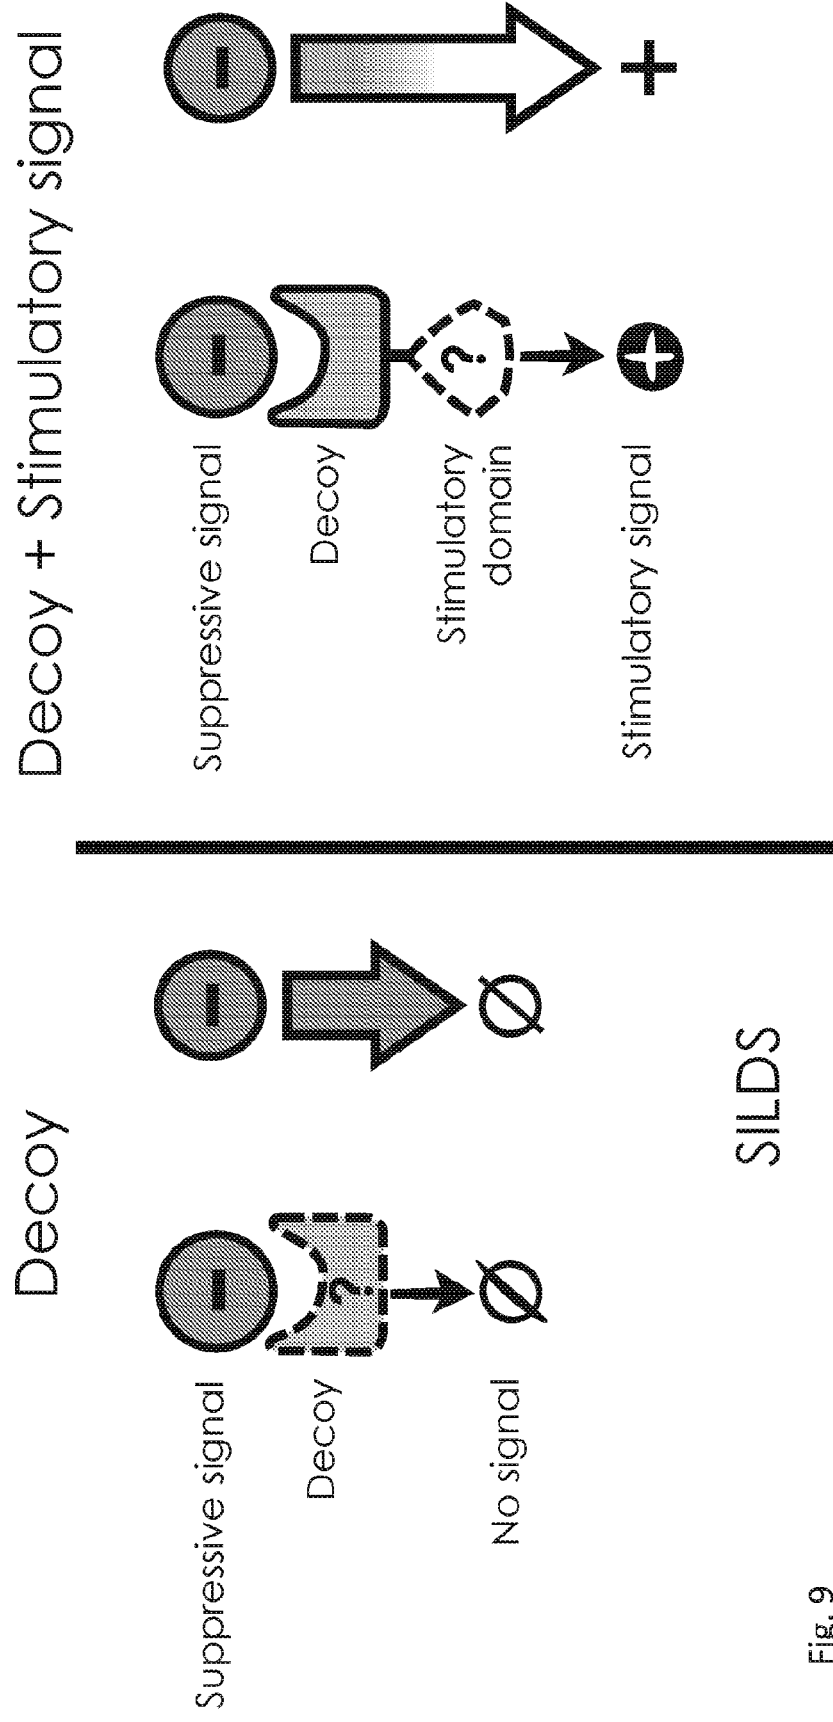 Decoy
Suppressive signal
−
−
Decoy
?
No signal
∅
∅
SILDS
Decoy + Stimulatory signal
Suppressive signal
−
−
Decoy
Stimulatory
domain
?
Stimulatory signal
+
+
Fig. 9